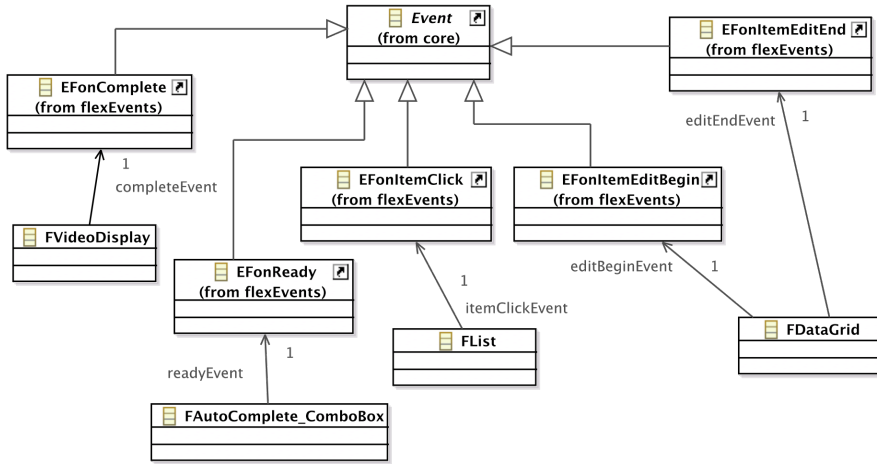 Event
(from core)
EFonItemEditEnd
(from flexEvents)
EFonComplete
(from flexEvents)
editEndEvent
1
1
completeEvent
EFonItemClick
(from flexEvents)
EFonItemEditBegin
(from flexEvents)
FVideoDisplay
EFonReady
(from flexEvents)
editBeginEvent
1
1
itemClickEvent
FList
FDataGrid
1
readyEvent
FAutoComplete_ComboBox